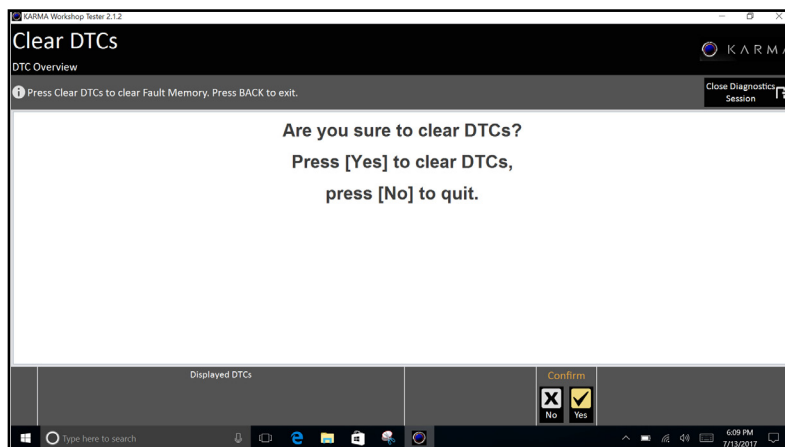 KARMA Workshop Tester 2.1.2
Clear DTCs
KARMA
DTC Overview
Press Clear DTCs to clear Fault Memory. Press BACK to exit.
Close Diagnostics
Session
Are you sure to clear DTCs?
Press [Yes] to clear DTCs,
press [No] to quit.
Displayed DTCs
Confirm
No
Yes
Type here to search
6:09 PM
7/13/2017